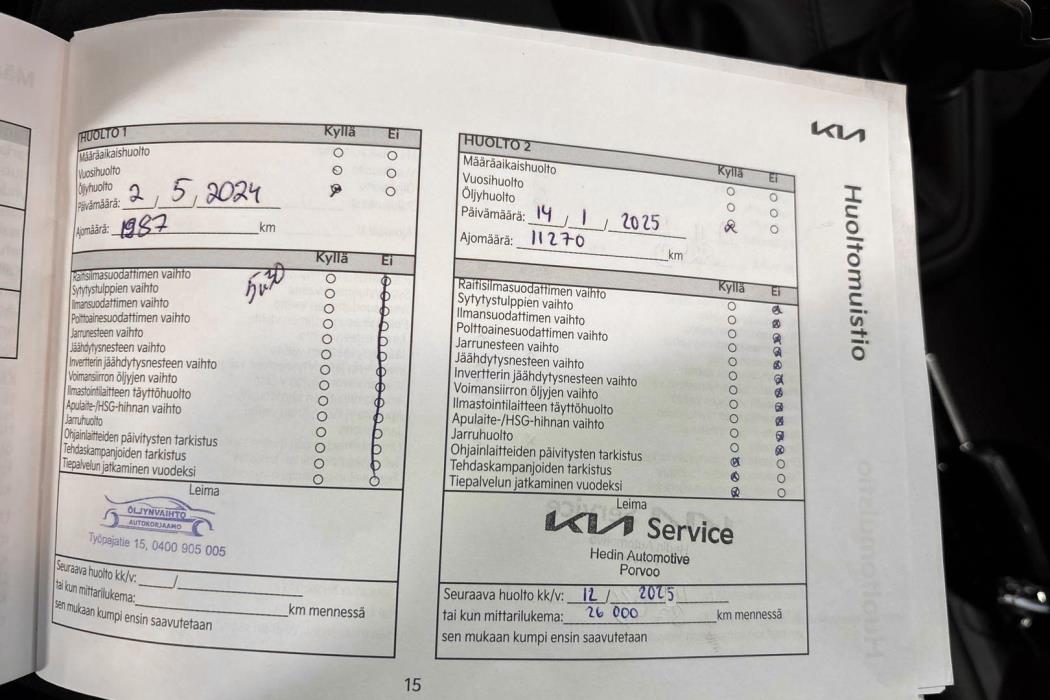 KIA
Huoltomuistio
HUOLTO 1 Kyllä Ei
Määräaikaishuolto
Vuosihuolto
Öljyhuolto
Päivämäärä: 2 / 5 / 2024
Ajomäärä: 1987 km
Kyllä Ei
Raitisilmasuodattimen vaihto
Sytytystulppien vaihto
Ilmansuodattimen vaihto
Polttoainesuodattimen vaihto
Jarrunesteen vaihto
Jäähdytysnesteen vaihto
Invertterin jäähdytysnesteen vaihto
Voimansiirron öljyjen vaihto
Ilmastointilaitteen täyttöhuolto
Apulaite-/HSG-hihnan vaihto
Jarruhuolto
Ohjainlaitteiden päivitysten tarkistus
Tehdaskampanjoiden tarkistus
Tiepalvelun jatkaminen vuodeksi
5w30
Leima
ÖLJYNVAIHTO
AUTOKORJAAMO
Työpajatie 15, 0400 905 005
Seuraava huolto kk/v: /
tai kun mittarilukema: km mennessä
sen mukaan kumpi ensin saavutetaan
HUOLTO 2 Kyllä Ei
Määräaikaishuolto
Vuosihuolto
Öljyhuolto
Päivämäärä: 14 / 1 / 2025
Ajomäärä: 11270 km
Kyllä Ei
Raitisilmasuodattimen vaihto
Sytytystulppien vaihto
Ilmansuodattimen vaihto
Polttoainesuodattimen vaihto
Jarrunesteen vaihto
Jäähdytysnesteen vaihto
Invertterin jäähdytysnesteen vaihto
Voimansiirron öljyjen vaihto
Ilmastointilaitteen täyttöhuolto
Apulaite-/HSG-hihnan vaihto
Jarruhuolto
Ohjainlaitteiden päivitysten tarkistus
Tehdaskampanjoiden tarkistus
Tiepalvelun jatkaminen vuodeksi
Leima
KIA Service
Hedin Automotive
Porvoo
Seuraava huolto kk/v: 12 / 2025
tai kun mittarilukema: 26 000 km mennessä
sen mukaan kumpi ensin saavutetaan
15